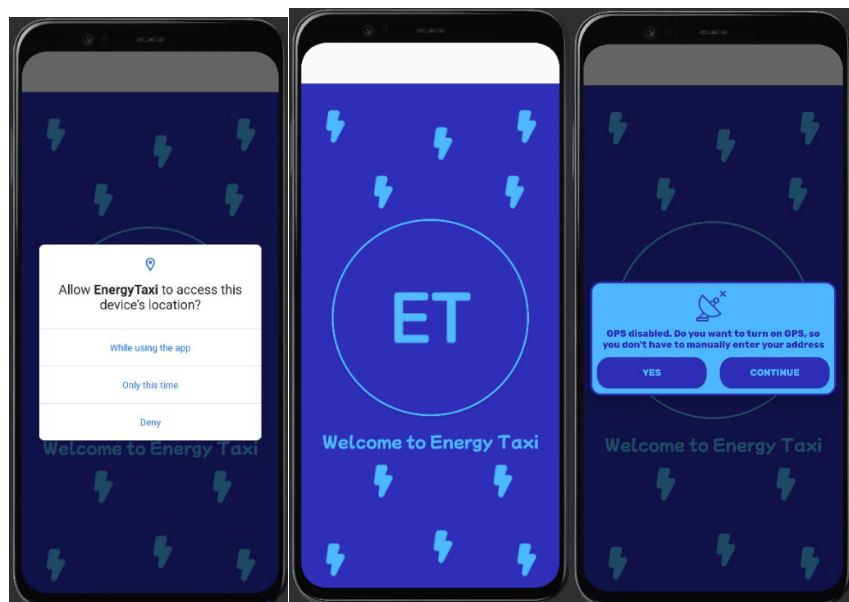 Allow EnergyTaxi to access this
device's location?
While using the app
Only this time
Deny
Welcome to Energy Taxi
ET
Welcome to Energy Taxi
GPS disabled. Do you want to turn on GPS, so
you don't have to manually enter your address
YES
CONTINUE
Welcome to Energy Taxi